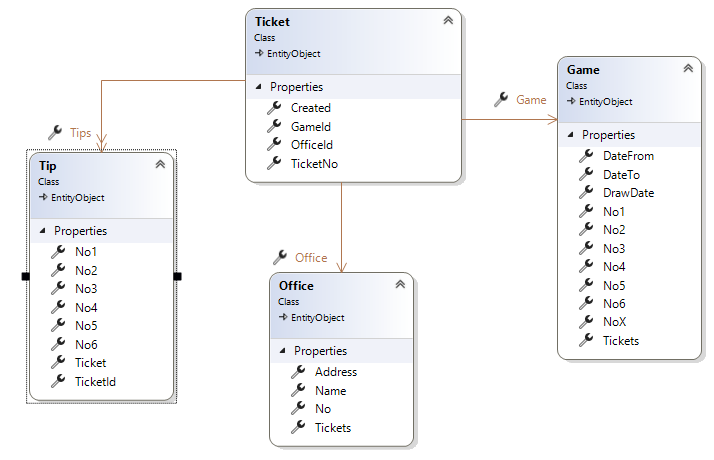 Ticket
Class
EntityObject
Properties
Created
GameId
OfficeId
TicketNo
Game
Game
Class
EntityObject
Properties
DateFrom
DateTo
DrawDate
No1
No2
No3
No4
No5
No6
NoX
Tickets
Tips
Tip
Class
EntityObject
Properties
No1
No2
No3
No4
No5
No6
Ticket
TicketId
Office
Office
Class
EntityObject
Properties
Address
Name
No
Tickets